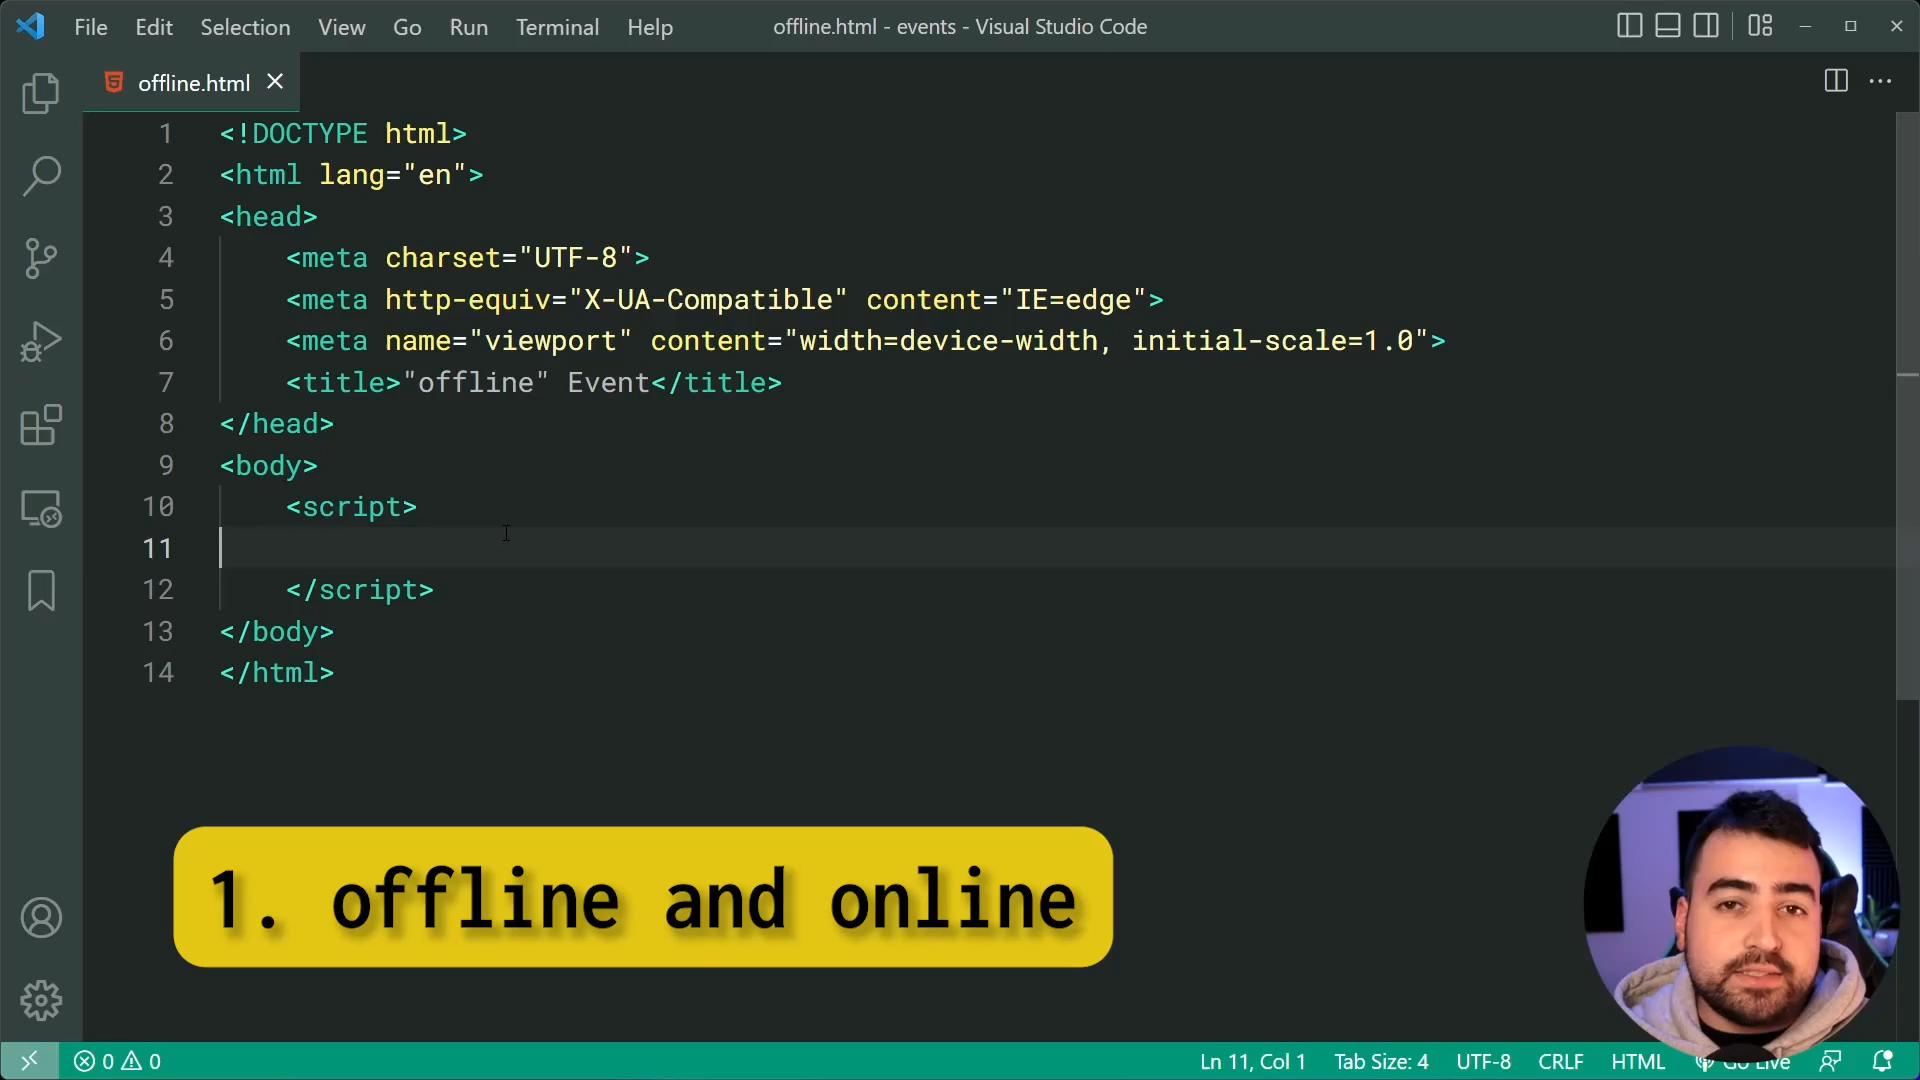 File Edit Selection View Go Run Terminal Help offline.html - events - Visual Studio Code
offline.html
1 <!DOCTYPE html>
2 <html lang="en">
3 <head>
4 <meta charset="UTF-8">
5 <meta http-equiv="X-UA-Compatible" content="IE=edge">
6 <meta name="viewport" content="width=device-width, initial-scale=1.0">
7 <title>"offline" Event</title>
8 </head>
9 <body>
10 <script>
11
12 </script>
13 </body>
14 </html>
1. offline and online
0 0 Ln 11, Col 1 Tab Size: 4 UTF-8 CRLF HTML Go Live